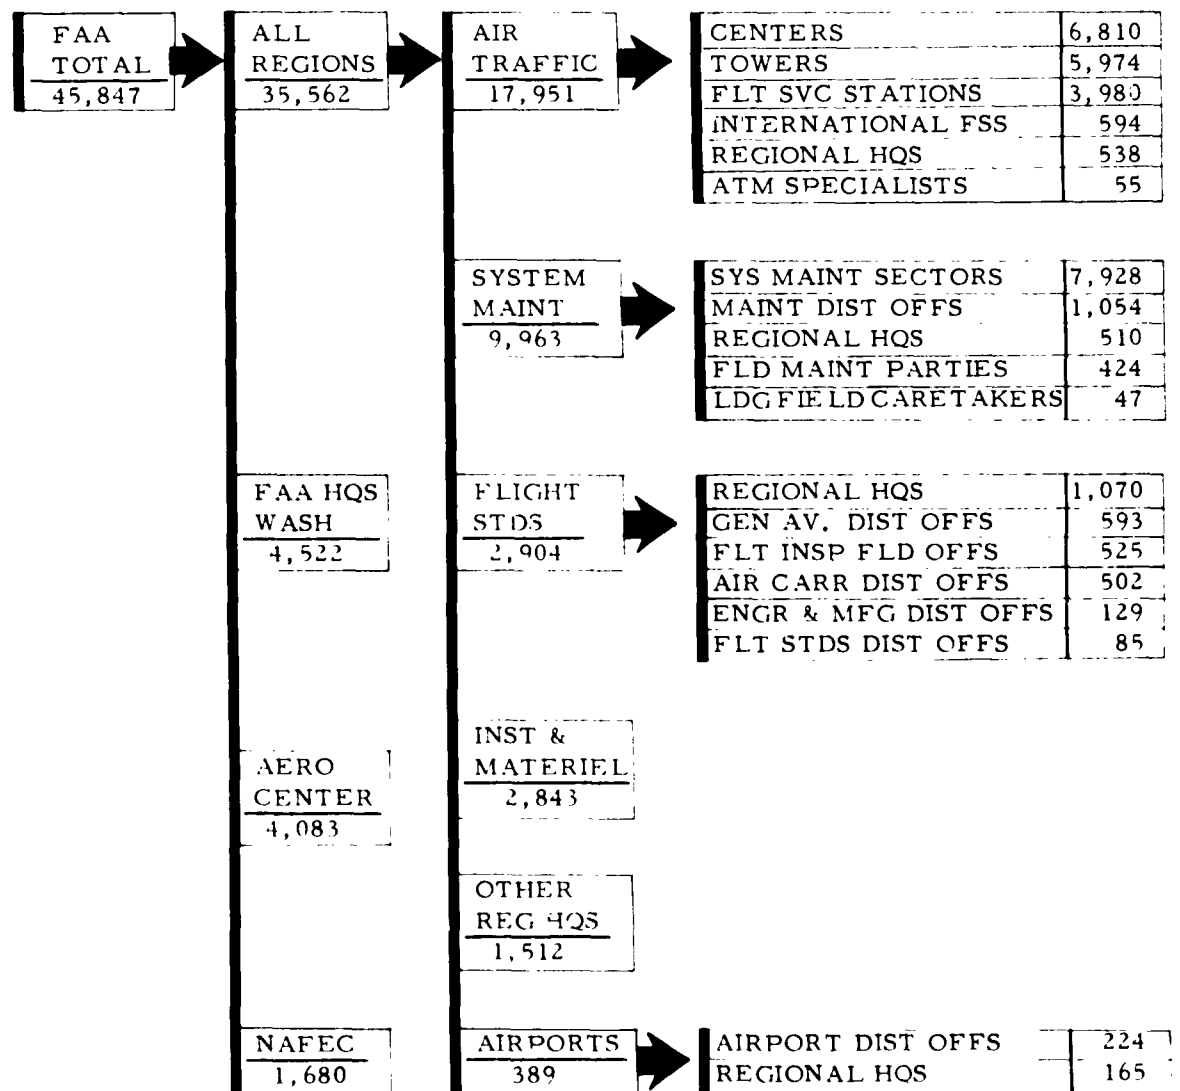 FAA
TOTAL
45,847
ALL
REGIONS
35,562
AIR
TRAFFIC
17,951
CENTERS 6,810
TOWERS 5,974
FLT SVC STATIONS 3,980
INTERNATIONAL FSS 594
REGIONAL HQS 538
ATM SPECIALISTS 55
SYSTEM
MAINT
9,963
SYS MAINT SECTORS 7,928
MAINT DIST OFFS 1,054
REGIONAL HQS 510
FLD MAINT PARTIES 424
LDG FIELD CARETAKERS 47
FAA HQS
WASH
4,522
FLIGHT
STDS
2,904
REGIONAL HQS 1,070
GEN AV. DIST OFFS 593
FLT INSP FLD OFFS 525
AIR CARR DIST OFFS 502
ENGR & MFG DIST OFFS 129
FLT STDS DIST OFFS 85
AERO
CENTER
4,083
INST &
MATERIEL
2,843
OTHER
REG HQS
1,512
NAFEC
1,680
AIRPORTS
389
AIRPORT DIST OFFS 224
REGIONAL HQS 165